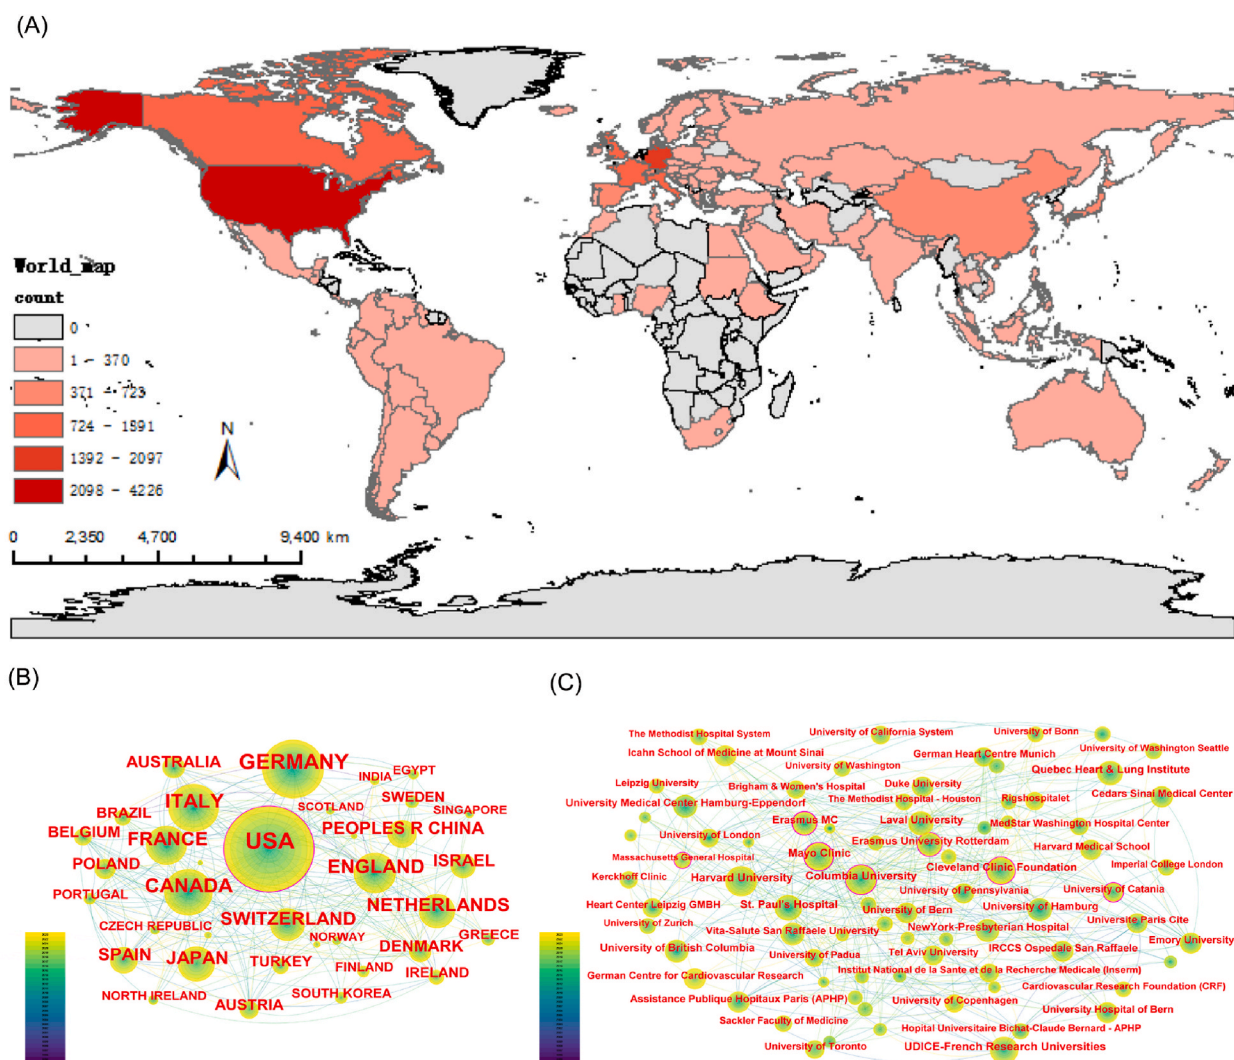 (A)
World_map
count
0
1 - 370
371 - 723
724 - 1391
1392 - 2097
2098 - 4226
N
0 2,350 4,700 9,400 km
(B)
GERMANY
AUSTRALIA
INDIA
EGYPT
ITALY
SWEDEN
SCOTLAND
SINGAPORE
BRAZIL
BELGIUM
FRANCE
USA
PEOPLES R CHINA
POLAND
ENGLAND
ISRAEL
PORTUGAL
CANADA
NETHERLANDS
CZECH REPUBLIC
SWITZERLAND
NORWAY
GREECE
SPAIN
JAPAN
TURKEY
DENMARK
FINLAND
IRELAND
NORTH IRELAND
AUSTRIA
SOUTH KOREA
(C)
The Methodist Hospital System
University of California System
University of Bonn
Icahn School of Medicine at Mount Sinai
German Heart Centre Munich
University of Washington Seattle
University of Washington
Quebec Heart & Lung Institute
Leipzig University
Brigham & Women's Hospital
Duke University
Cedars Sinai Medical Center
University Medical Center Hamburg-Eppendorf
The Methodist Hospital - Houston
Rigshospitalet
Erasmus MC
Laval University
MedStar Washington Hospital Center
University of London
Erasmus University Rotterdam
Harvard Medical School
Massachusetts General Hospital
Mayo Clinic
Cleveland Clinic Foundation
Imperial College London
Kerckhoff Clinic
Harvard University
Columbia University
University of Pennsylvania
University of Catania
Heart Center Leipzig GMBH
St. Paul's Hospital
University of Bern
University of Hamburg
University of Zurich
Vita-Salute San Raffaele University
NewYork-Presbyterian Hospital
Universite Paris Cite
University of British Columbia
University of Padua
Tel Aviv University
IRCCS Ospedale San Raffaele
Emory University
German Centre for Cardiovascular Research
Institut National de la Sante et de la Recherche Medicale (Inserm)
Cardiovascular Research Foundation (CRF)
Assistance Publique Hopitaux Paris (APHP)
University of Copenhagen
University Hospital of Bern
Sackler Faculty of Medicine
Hopital Universitaire Bichat-Claude Bernard - APHP
University of Toronto
UDICE-French Research Universities